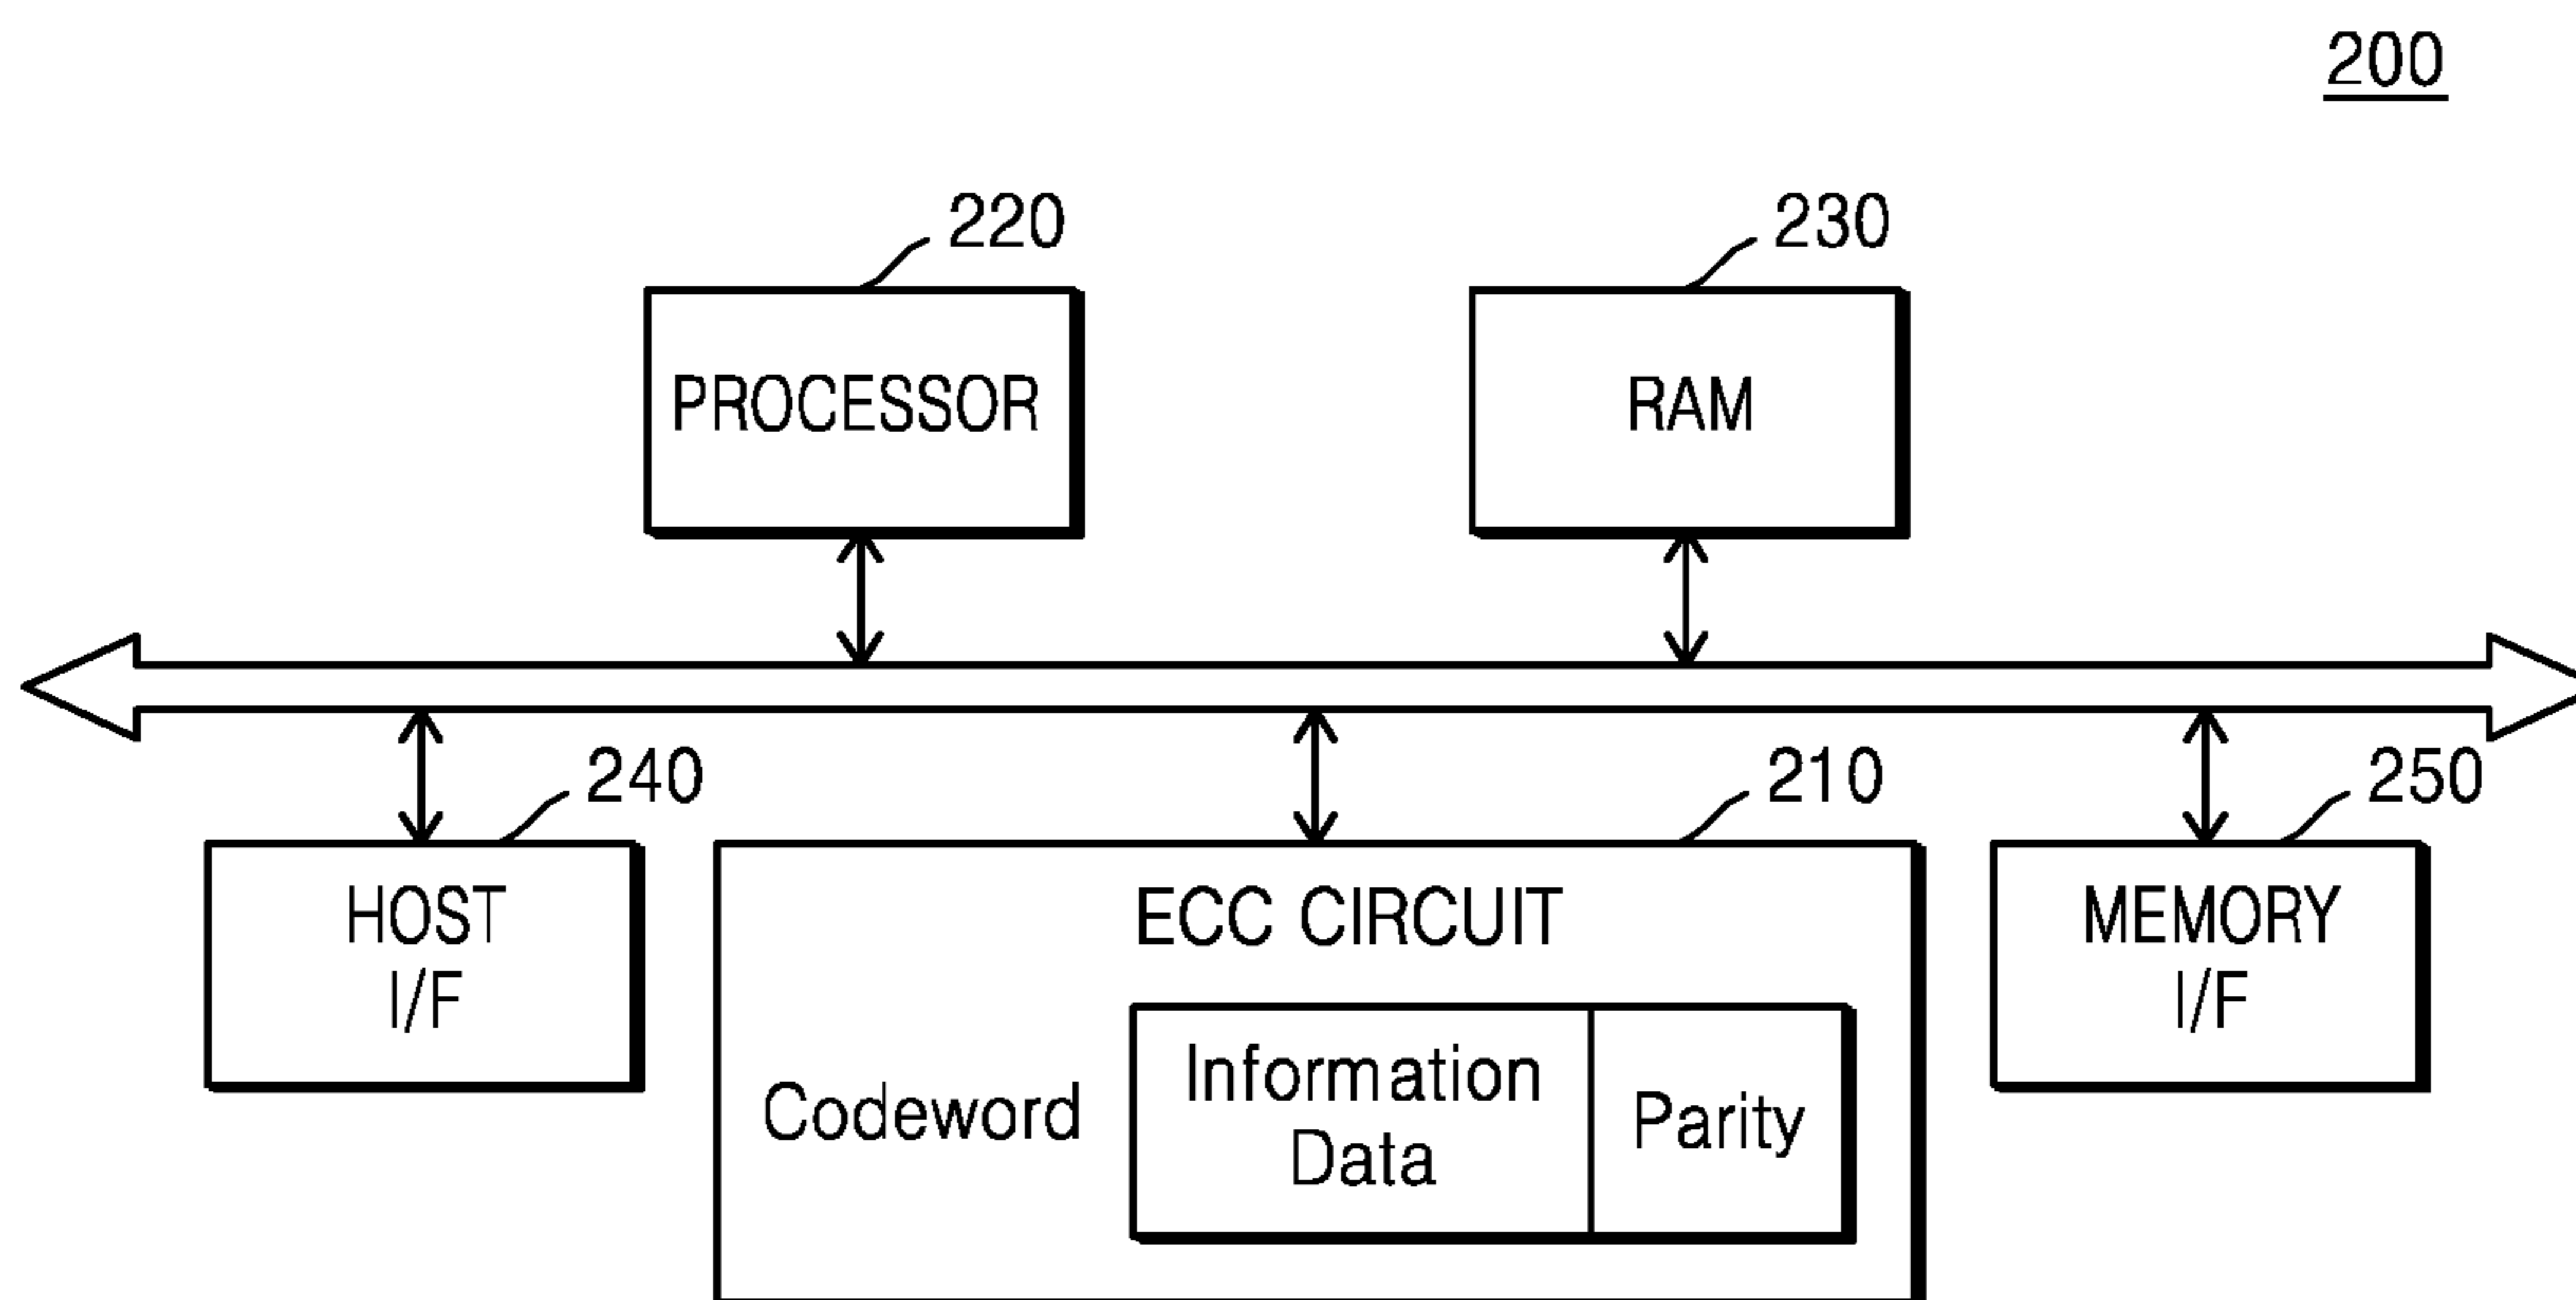 200
220
230
PROCESSOR
RAM
240
210
250
HOST
I/F
ECC CIRCUIT
MEMORY
I/F
Codeword
Information
Data
Parity